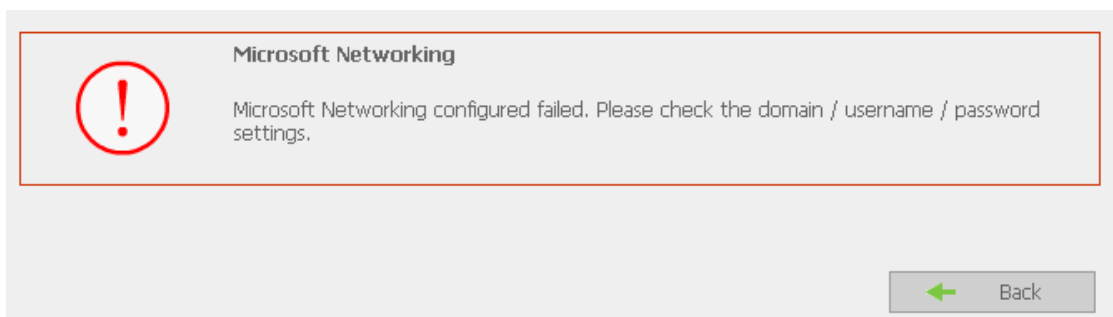 Microsoft Networking
Microsoft Networking configured failed. Please check the domain / username / password
settings.
Back